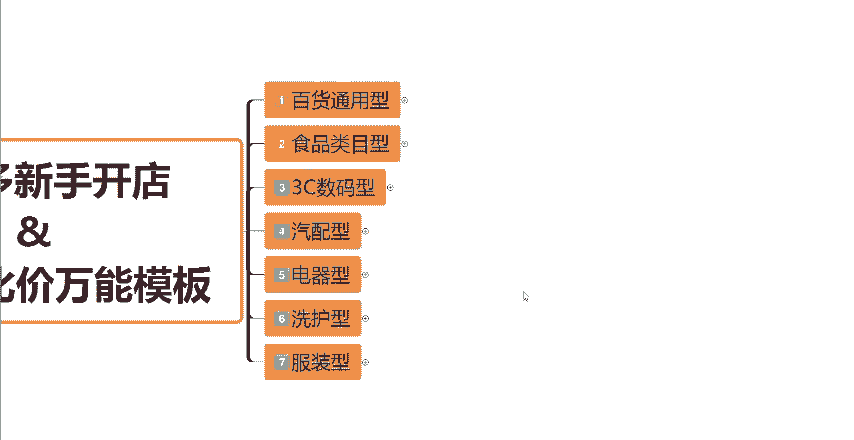 新手开店
&
价万能模板
1 百货通用型
2 食品类目型
3 3C数码型
4 汽配型
5 电器型
6 洗护型
7 服装型